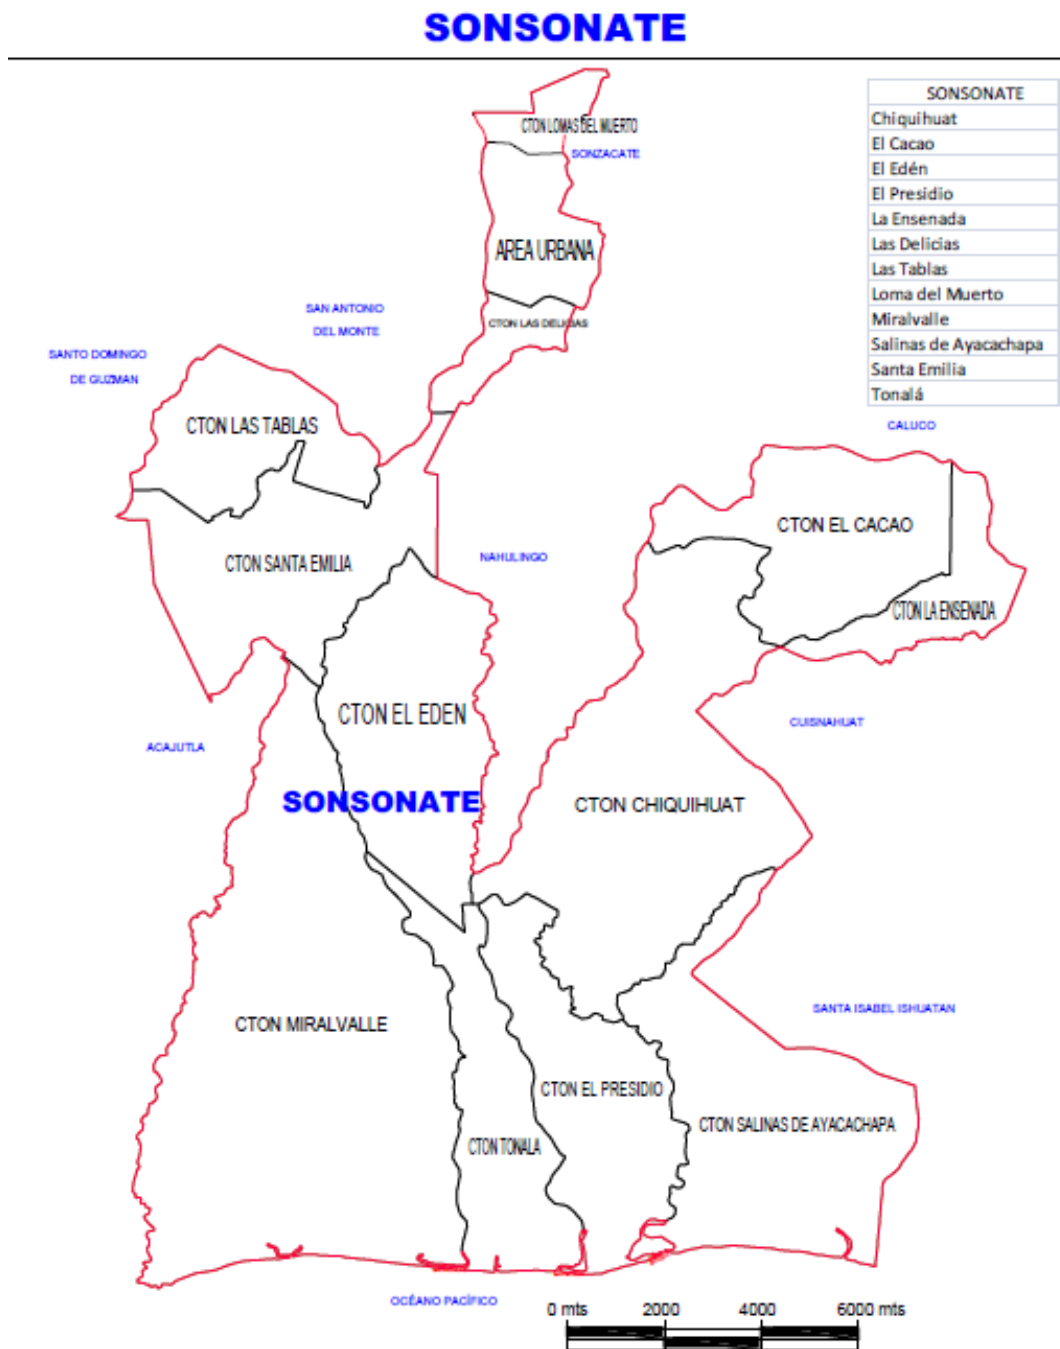 SONSONATE
SONSONATE
Chiquihuat
El Cacao
El Edén
El Presidio
La Ensenada
Las Delicias
Las Tablas
Loma del Muerto
Miralvalle
Salinas de Ayacachapa
Santa Emilia
Tonalá
CTON LOMAS DEL MUERTO
SONZACATE
AREA URBANA
SAN ANTONIO
DEL MONTE
CTON LAS DELICIAS
SANTO DOMINGO
DE GUZMAN
CTON LAS TABLAS
CALUCO
CTON EL CACAO
CTON SANTA EMILIA
NAHULINGO
CTON LA ENSENADA
CTON EL EDEN
CUISNAHUAT
ACAJUTLA
SONSONATE
CTON CHIQUIHUAT
SANTA ISABEL ISHUATAN
CTON MIRALVALLE
CTON EL PRESIDIO
CTON SALINAS DE AYACACHAPA
CTON TONALA
OCÉANO PACÍFICO
0 mts 2000 4000 6000 mts